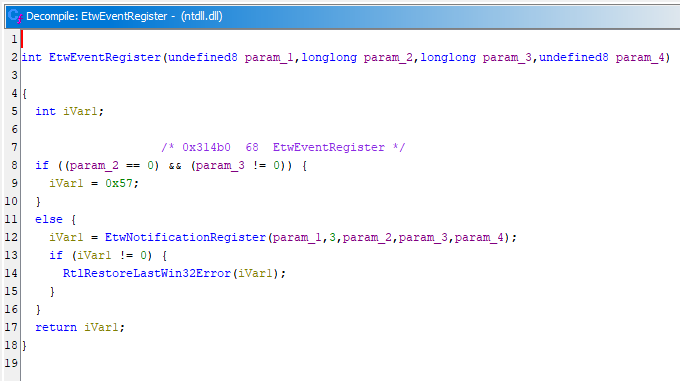 Decompile: EtwEventRegister - (ntdll.dll)
1
2 int EtwEventRegister(undefined8 param_1,longlong param_2,longlong param_3,undefined8 param_4)
3
4 {
5   int iVar1;
6
7                     /* 0x314b0  68  EtwEventRegister */
8   if ((param_2 == 0) && (param_3 != 0)) {
9     iVar1 = 0x57;
10   }
11   else {
12     iVar1 = EtwNotificationRegister(param_1,3,param_2,param_3,param_4);
13     if (iVar1 != 0) {
14       RtlRestoreLastWin32Error(iVar1);
15     }
16   }
17   return iVar1;
18 }
19